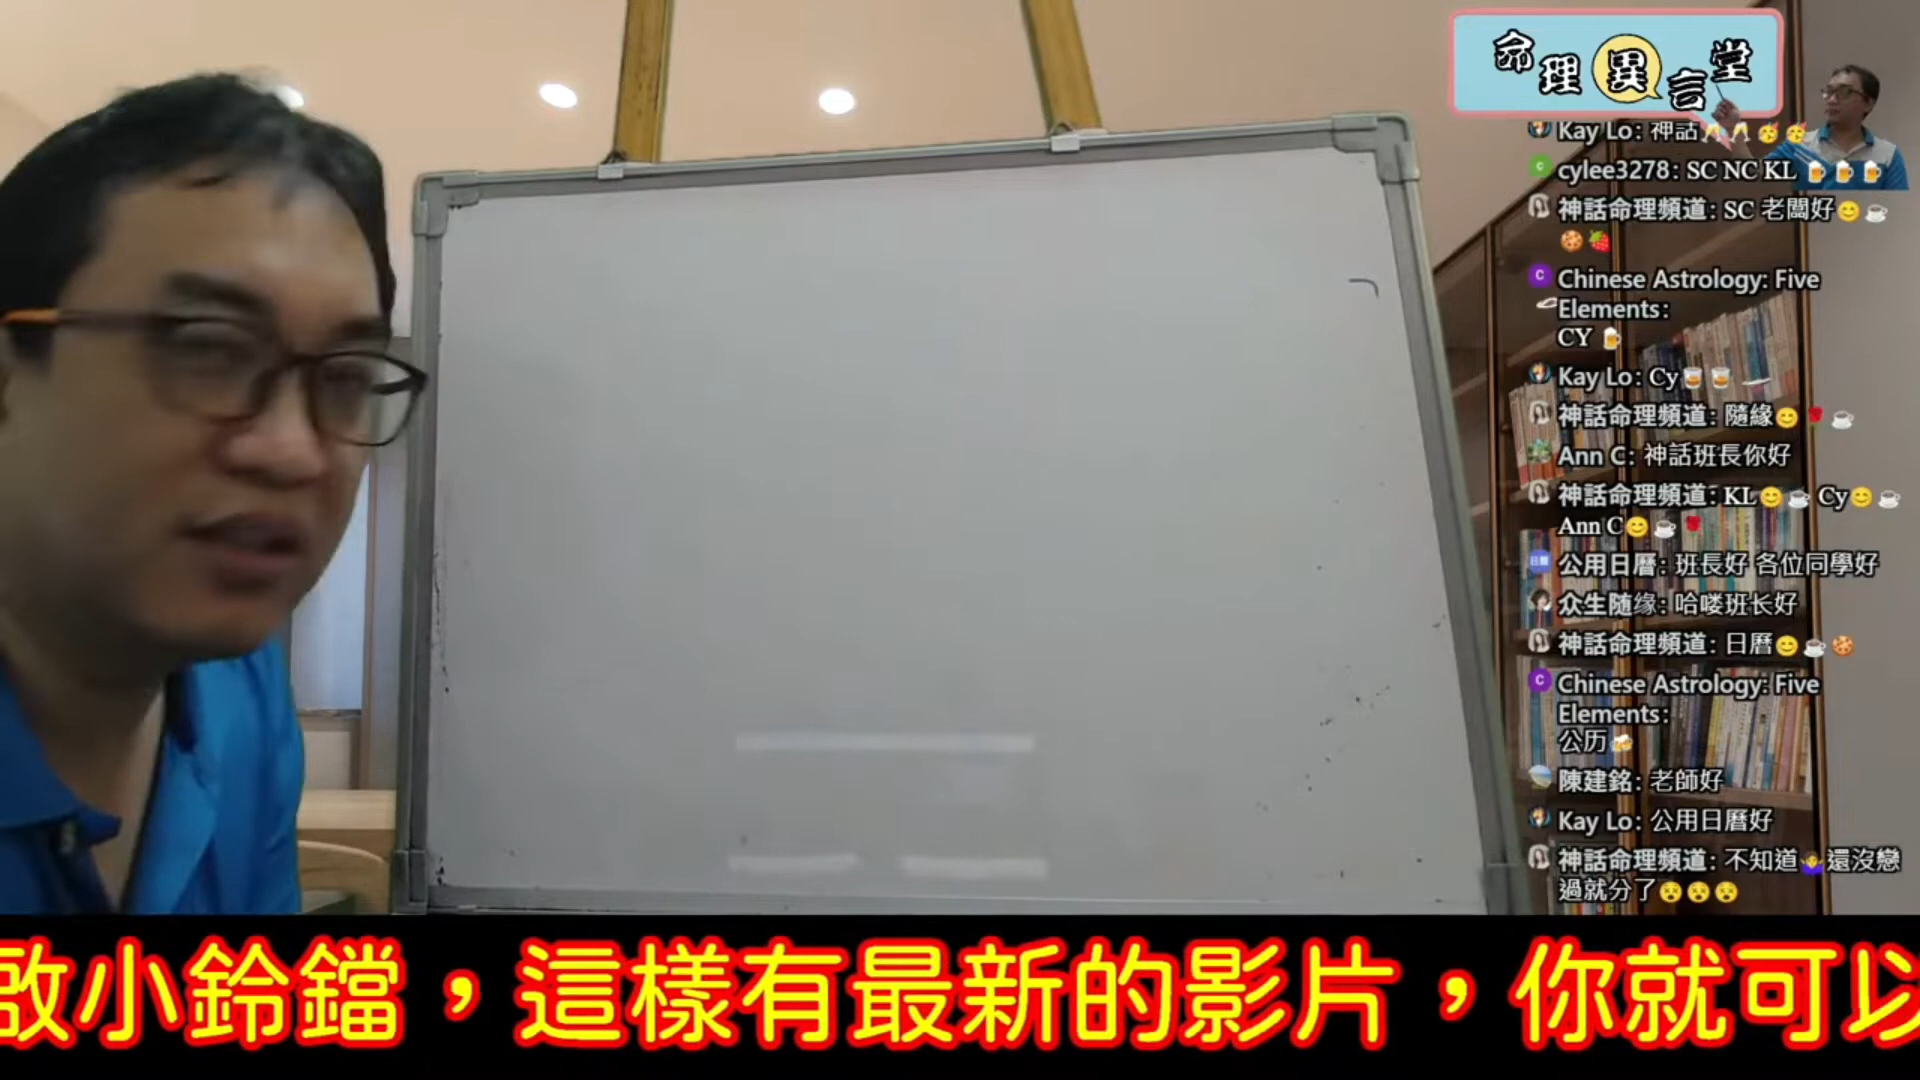 命理異言堂
Kay Lo: 神話🥂🥂🥳🥳
cylee3278: SC NC KL 🍺🍺🍺
神話命理頻道: SC 老闆好😊☕
🍪🍓
Chinese Astrology: Five
Elements:
CY 🍺
Kay Lo: Cy🥃🥃
神話命理頻道: 隨緣😊🌹☕
Ann C: 神話班長你好
神話命理頻道: KL😊☕ Cy😊☕
Ann C😊☕🌹
公用日曆: 班長好 各位同學好
众生随缘: 哈喽班长好
神話命理頻道: 日曆😊☕🍪
Chinese Astrology: Five
Elements:
公历🍻
陳建銘: 老師好
Kay Lo: 公用日曆好
神話命理頻道: 不知道🤷‍♀️還沒戀
過就分了😵😵😵
啟小鈴鐺，這樣有最新的影片，你就可以